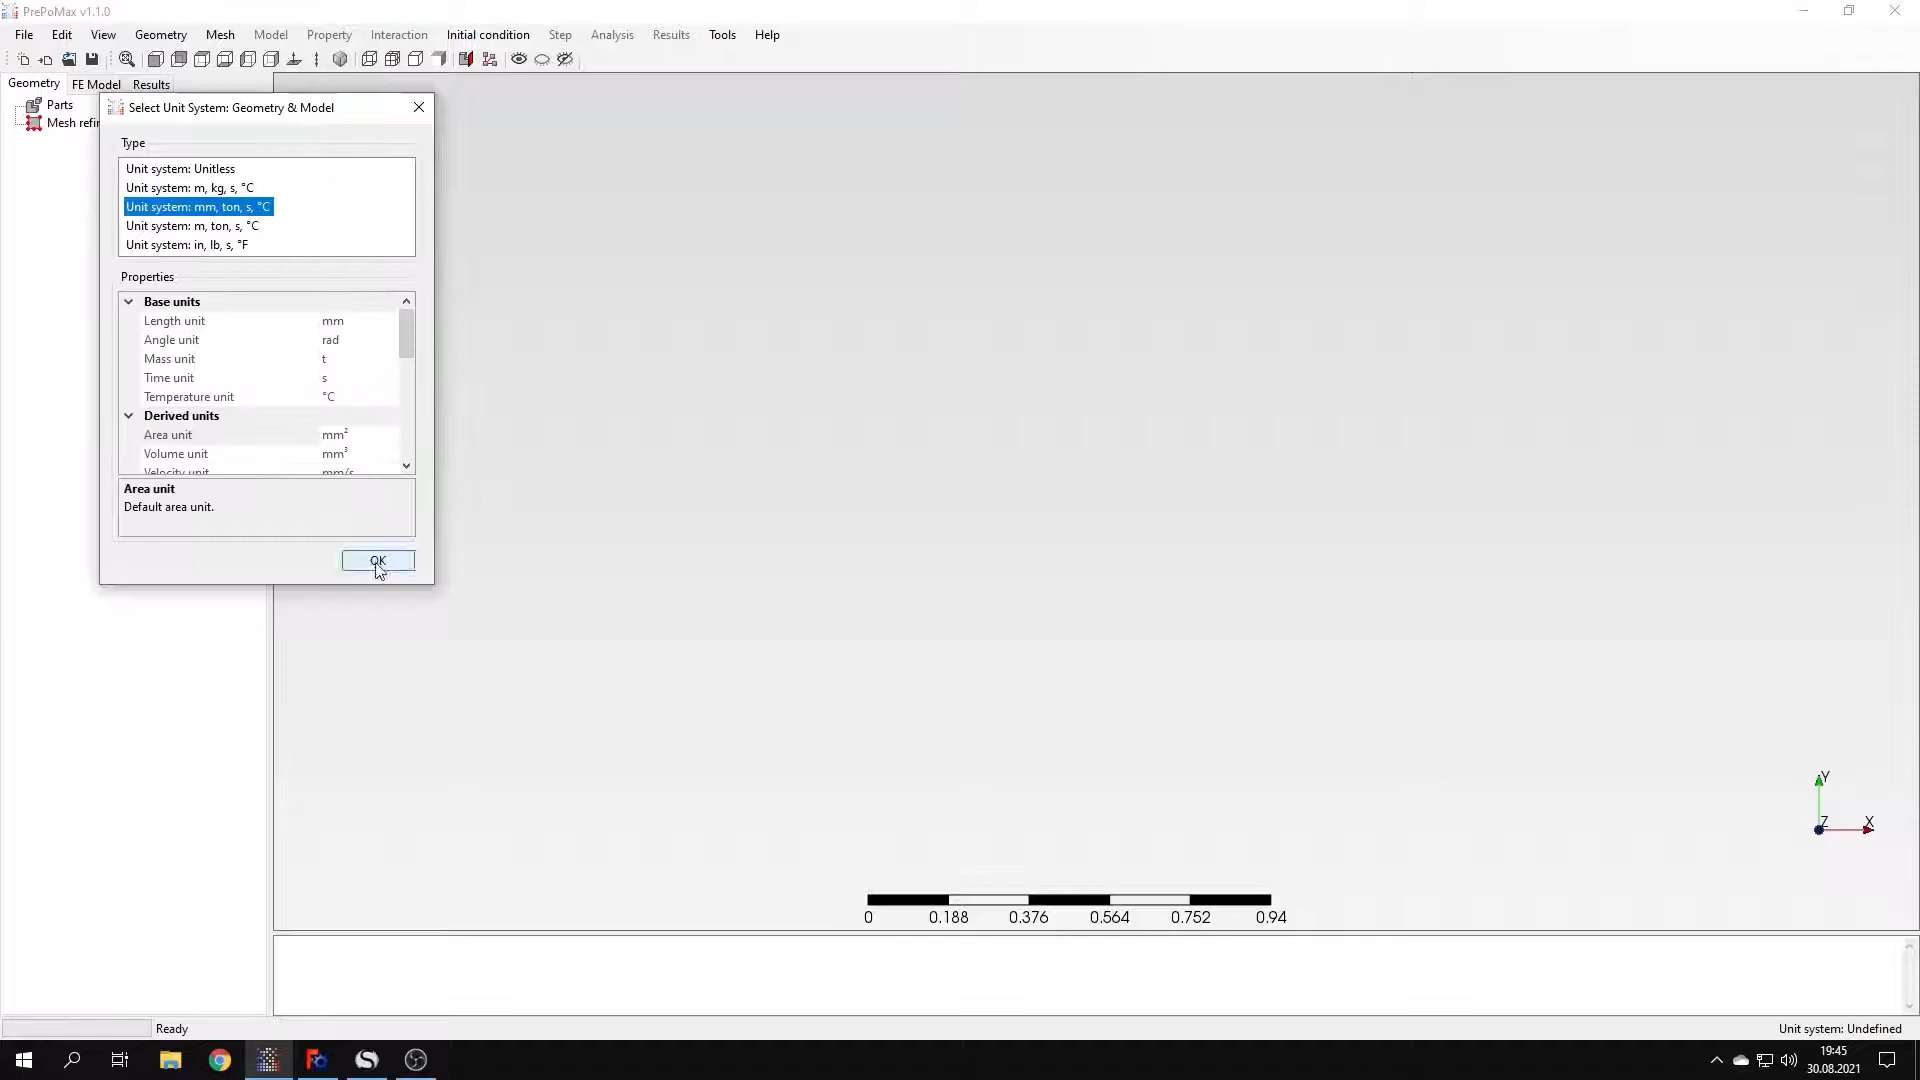 PrePoMax v1.1.0
File Edit View Geometry Mesh Model Property Interaction Initial condition Step Analysis Results Tools Help
Geometry FE Model Results
Parts
Mesh refin
Select Unit System: Geometry & Model
Type
Unit system: Unitless
Unit system: m, kg, s, °C
Unit system: mm, ton, s, °C
Unit system: m, ton, s, °C
Unit system: in, lb, s, °F
Properties
Base units
Length unit mm
Angle unit rad
Mass unit t
Time unit s
Temperature unit °C
Derived units
Area unit mm²
Volume unit mm³
Velocity unit mm/s
Area unit
Default area unit.
OK
Y
Z X
0 0.188 0.376 0.564 0.752 0.94
Ready Unit system: Undefined
19:45
30.08.2021